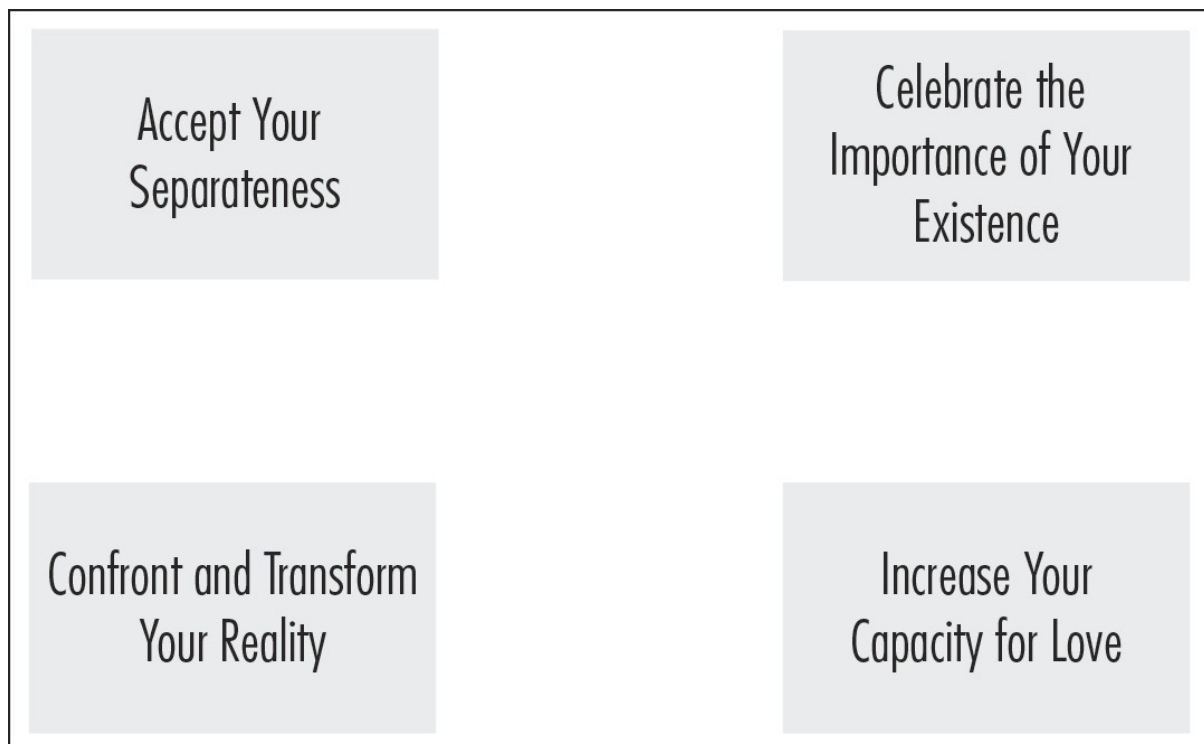 Accept Your
Separateness
Celebrate the
Importance of Your
Existence
Confront and Transform
Your Reality
Increase Your
Capacity for Love